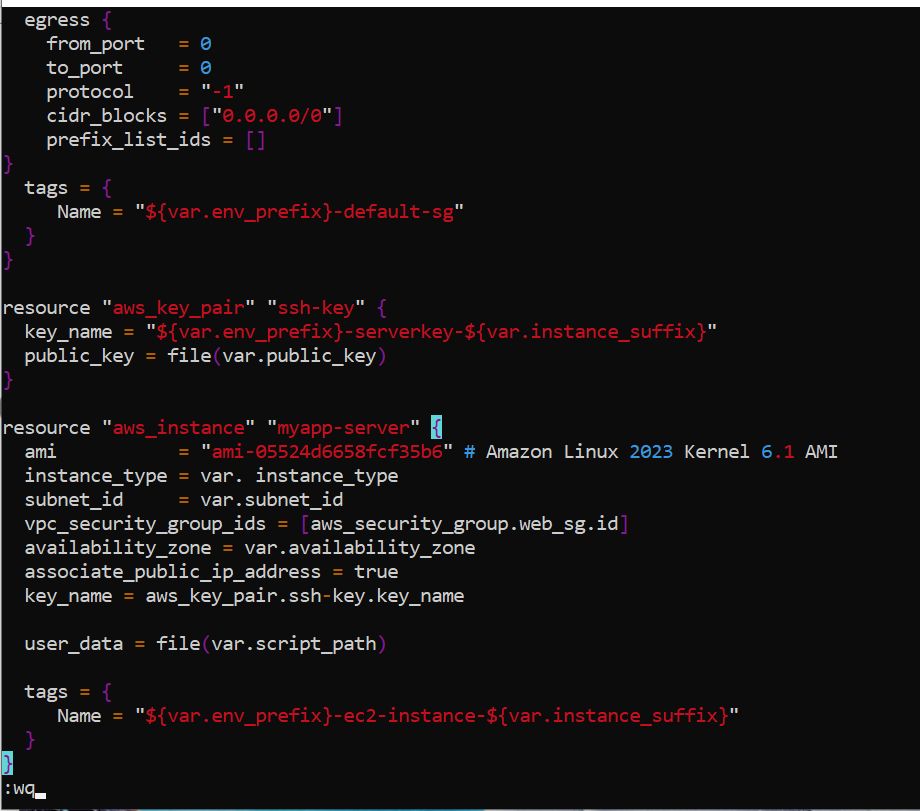 egress {
    from_port   = 0
    to_port     = 0
    protocol    = "-1"
    cidr_blocks = ["0.0.0.0/0"]
    prefix_list_ids = []
}
  tags = {
     Name = "${var.env_prefix}-default-sg"
  }
}

resource "aws_key_pair" "ssh-key" {
  key_name = "${var.env_prefix}-serverkey-${var.instance_suffix}"
  public_key = file(var.public_key)
}

resource "aws_instance" "myapp-server" {
  ami           = "ami-05524d6658fcf35b6" # Amazon Linux 2023 Kernel 6.1 AMI
  instance_type = var. instance_type
  subnet_id     = var.subnet_id
  vpc_security_group_ids = [aws_security_group.web_sg.id]
  availability_zone = var.availability_zone
  associate_public_ip_address = true
  key_name = aws_key_pair.ssh-key.key_name

  user_data = file(var.script_path)

  tags = {
     Name = "${var.env_prefix}-ec2-instance-${var.instance_suffix}"
  }
}
:wq